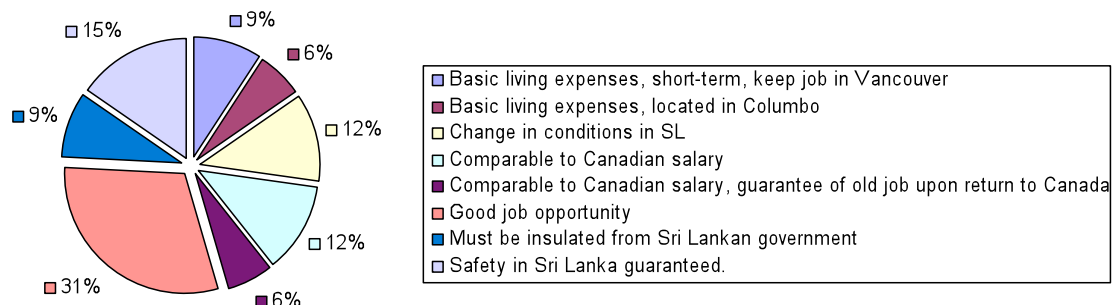 9%
6%
12%
12%
6%
31%
9%
15%
Basic living expenses, short-term, keep job in Vancouver
Basic living expenses, located in Columbo
Change in conditions in SL
Comparable to Canadian salary
Comparable to Canadian salary, guarantee of old job upon return to Canada
Good job opportunity
Must be insulated from Sri Lankan government
Safety in Sri Lanka guaranteed.